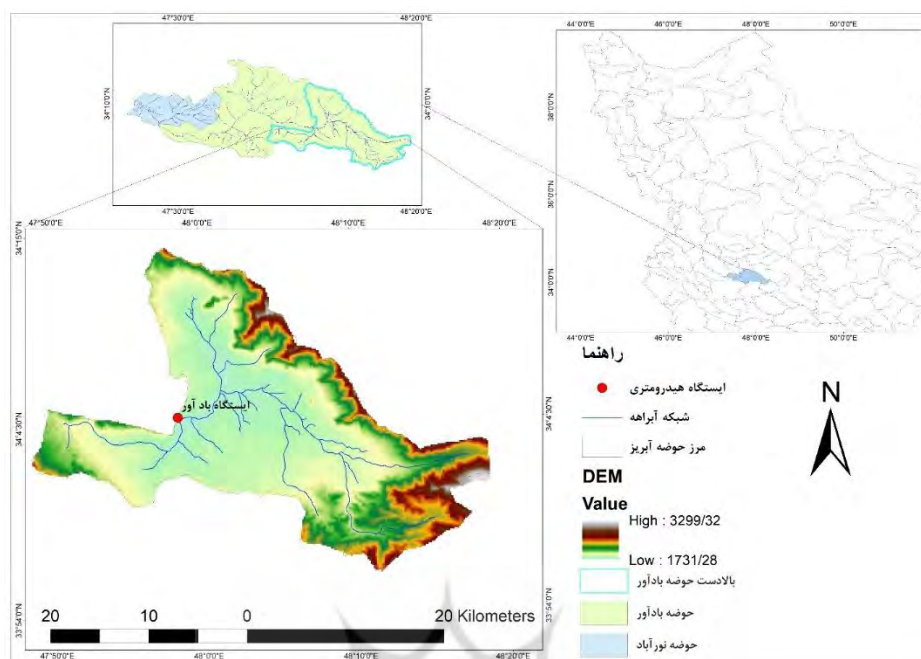 47°30'0"E
48°20'0"E
34°10'0"N
34°10'0"N
47°30'0"E
48°20'0"E
44°0'0"E
46°0'0"E
48°0'0"E
50°0'0"E
52°0'0"E
38°0'0"N
36°0'0"N
34°0'0"N
44°0'0"E
46°0'0"E
48°0'0"E
50°0'0"E
47°50'0"E
48°0'0"E
48°10'0"E
48°20'0"E
34°15'0"N
34°4'30"N
34°4'30"N
33°54'0"N
33°54'0"N
47°50'0"E
48°0'0"E
48°10'0"E
48°20'0"E
ایستگاه باد آور
20 10 0 20 Kilometers
راهنما
ایستگاه هیدرومتری
شبکه آبراهه
مرز حوضه آبریز
N
DEM
Value
High : 3299/32
Low : 1731/28
بالادست حوضه بادآور
حوضه بادآور
حوضه نورآباد